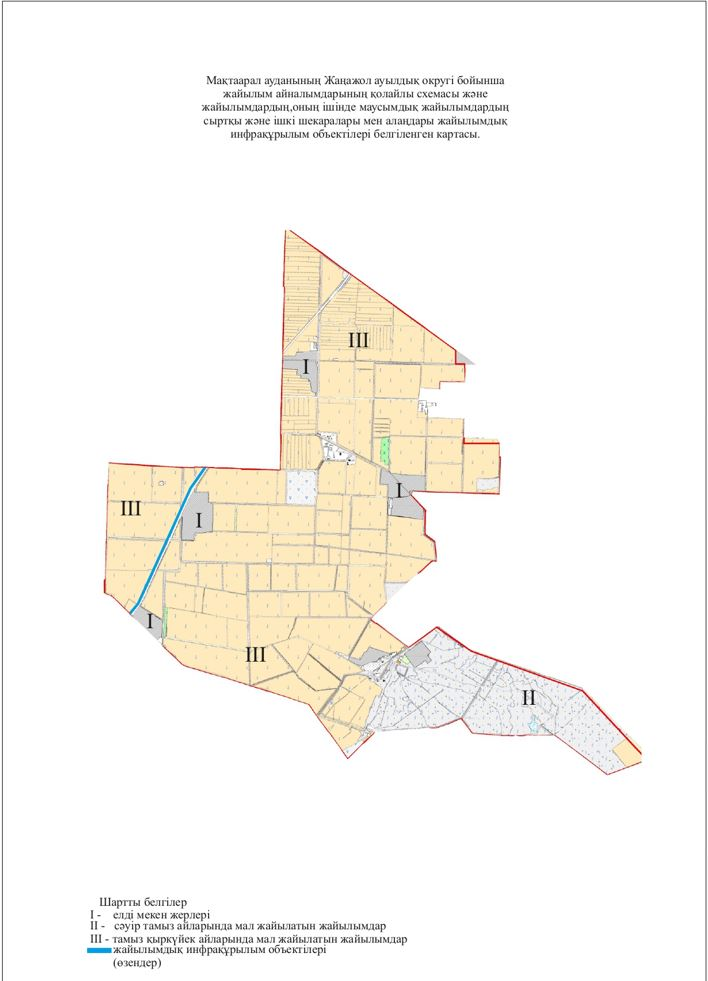 Мақтаарал ауданының Жаңажол ауылдық округі бойынша
жайылым айналымдарының қолайлы схемасы және
жайылымдардың,оның ішінде маусымдық жайылымдардың
сыртқы және ішкі шекаралары мен алаңдары жайылымдық
инфрақұрылым объектілері белгіленген картасы.
III
I
I
III
I
I
III
II
Шартты белгілер
I - елді мекен жерлері
II - сәуір тамыз айларында мал жайылатын жайылымдар
III - тамыз қыркүйек айларында мал жайылатын жайылымдар
жайылымдық инфрақұрылым объектілері
(өзендер)